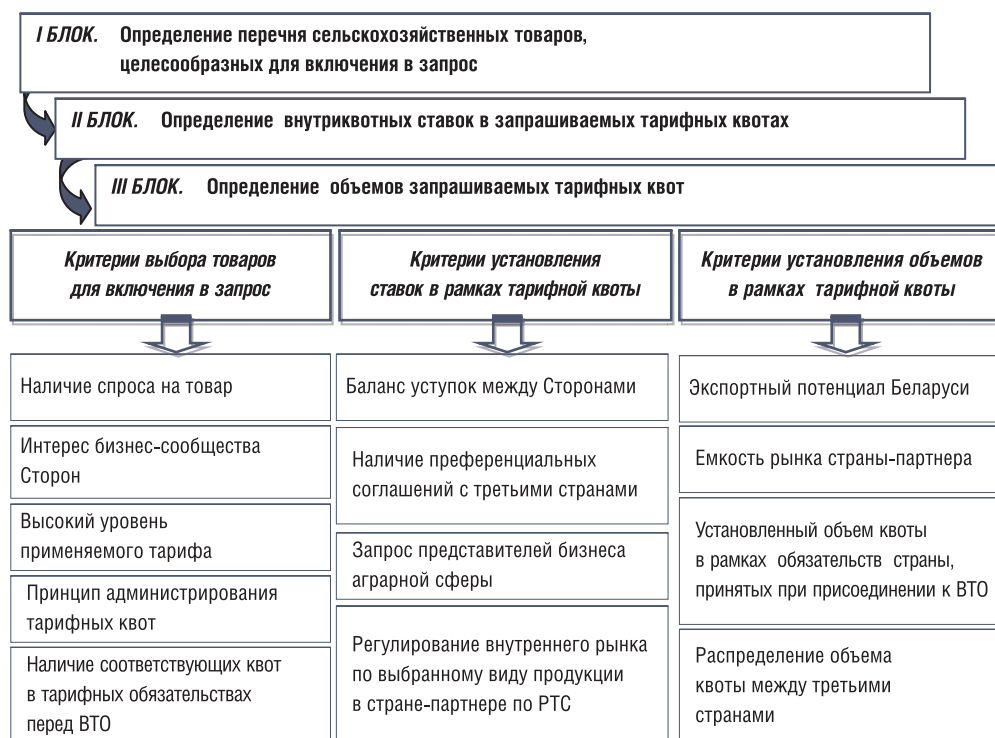 I БЛОК. Определение перечня сельскохозяйственных товаров,
целесообразных для включения в запрос
II БЛОК. Определение внутриквотных ставок в запрашиваемых тарифных квотах
III БЛОК. Определение объемов запрашиваемых тарифных квот
Критерии выбора товаров
для включения в запрос
Наличие спроса на товар
Интерес бизнес-сообщества
Сторон
Высокий уровень
применяемого тарифа
Принцип администрирования
тарифных квот
Наличие соответствующих квот
в тарифных обязательствах
перед ВТО
Критерии установления
ставок в рамках тарифной квоты
Баланс уступок между Сторонами
Наличие преференциальных
соглашений с третьими странами
Запрос представителей бизнеса
аграрной сферы
Регулирование внутреннего рынка
по выбранному виду продукции
в стране-партнере по РТС
Критерии установления объемов
в рамках тарифной квоты
Экспортный потенциал Беларуси
Емкость рынка страны-партнера
Установленный объем квоты
в рамках обязательств страны,
принятых при присоединении к ВТО
Распределение объема
квоты между третьими
странами